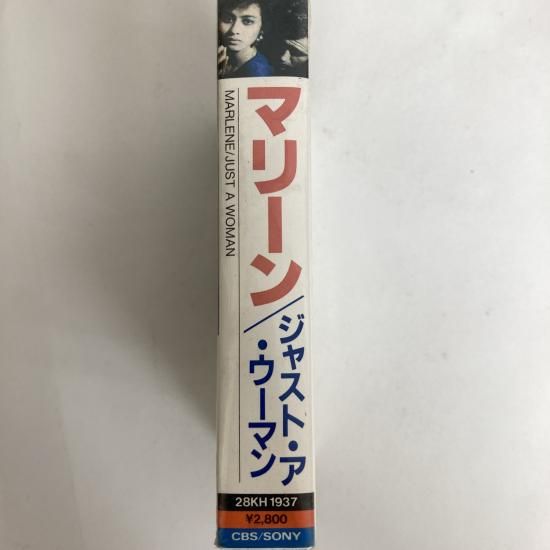 マリーン/ジャスト・ア
・ウーマン
MARLENE/JUST A WOMAN
28KH 1937
¥2,800
CBS/SONY